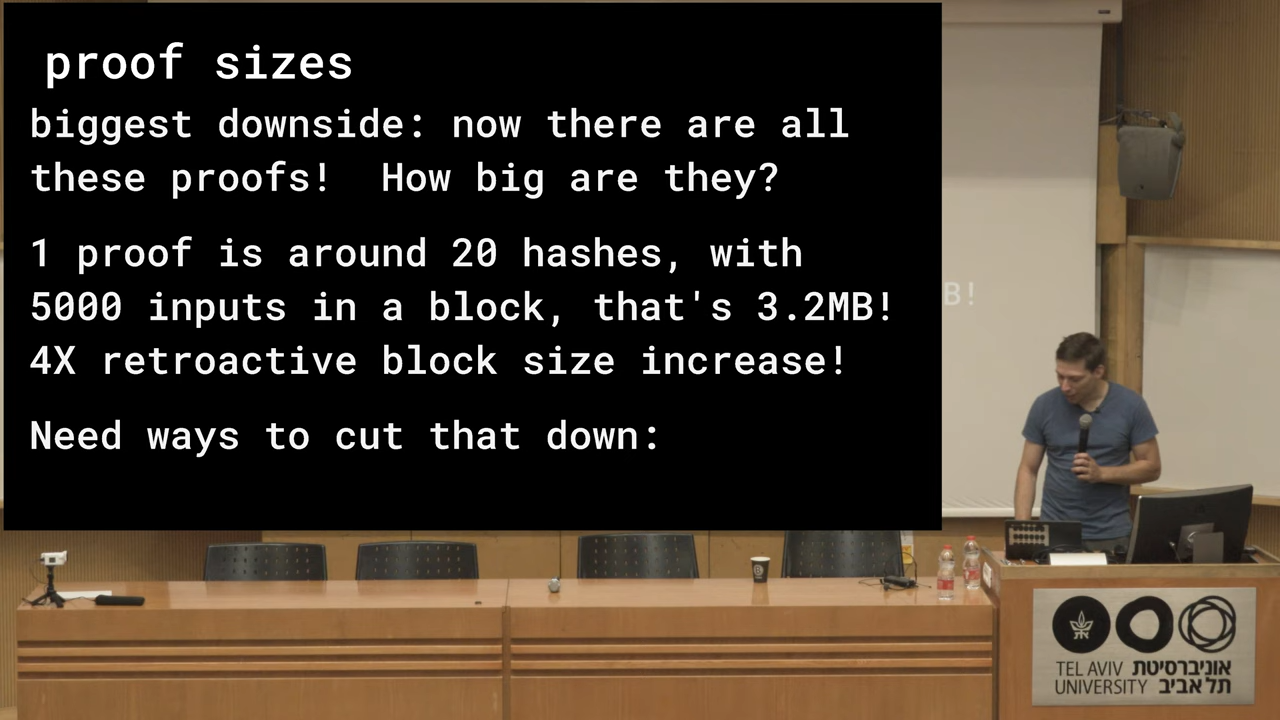 proof sizes
biggest downside: now there are all
these proofs! How big are they?
1 proof is around 20 hashes, with
5000 inputs in a block, that's 3.2MB!
4X retroactive block size increase!
Need ways to cut that down:
B!
TEL AVIV אוניברסיטת
UNIVERSITY תל אביב